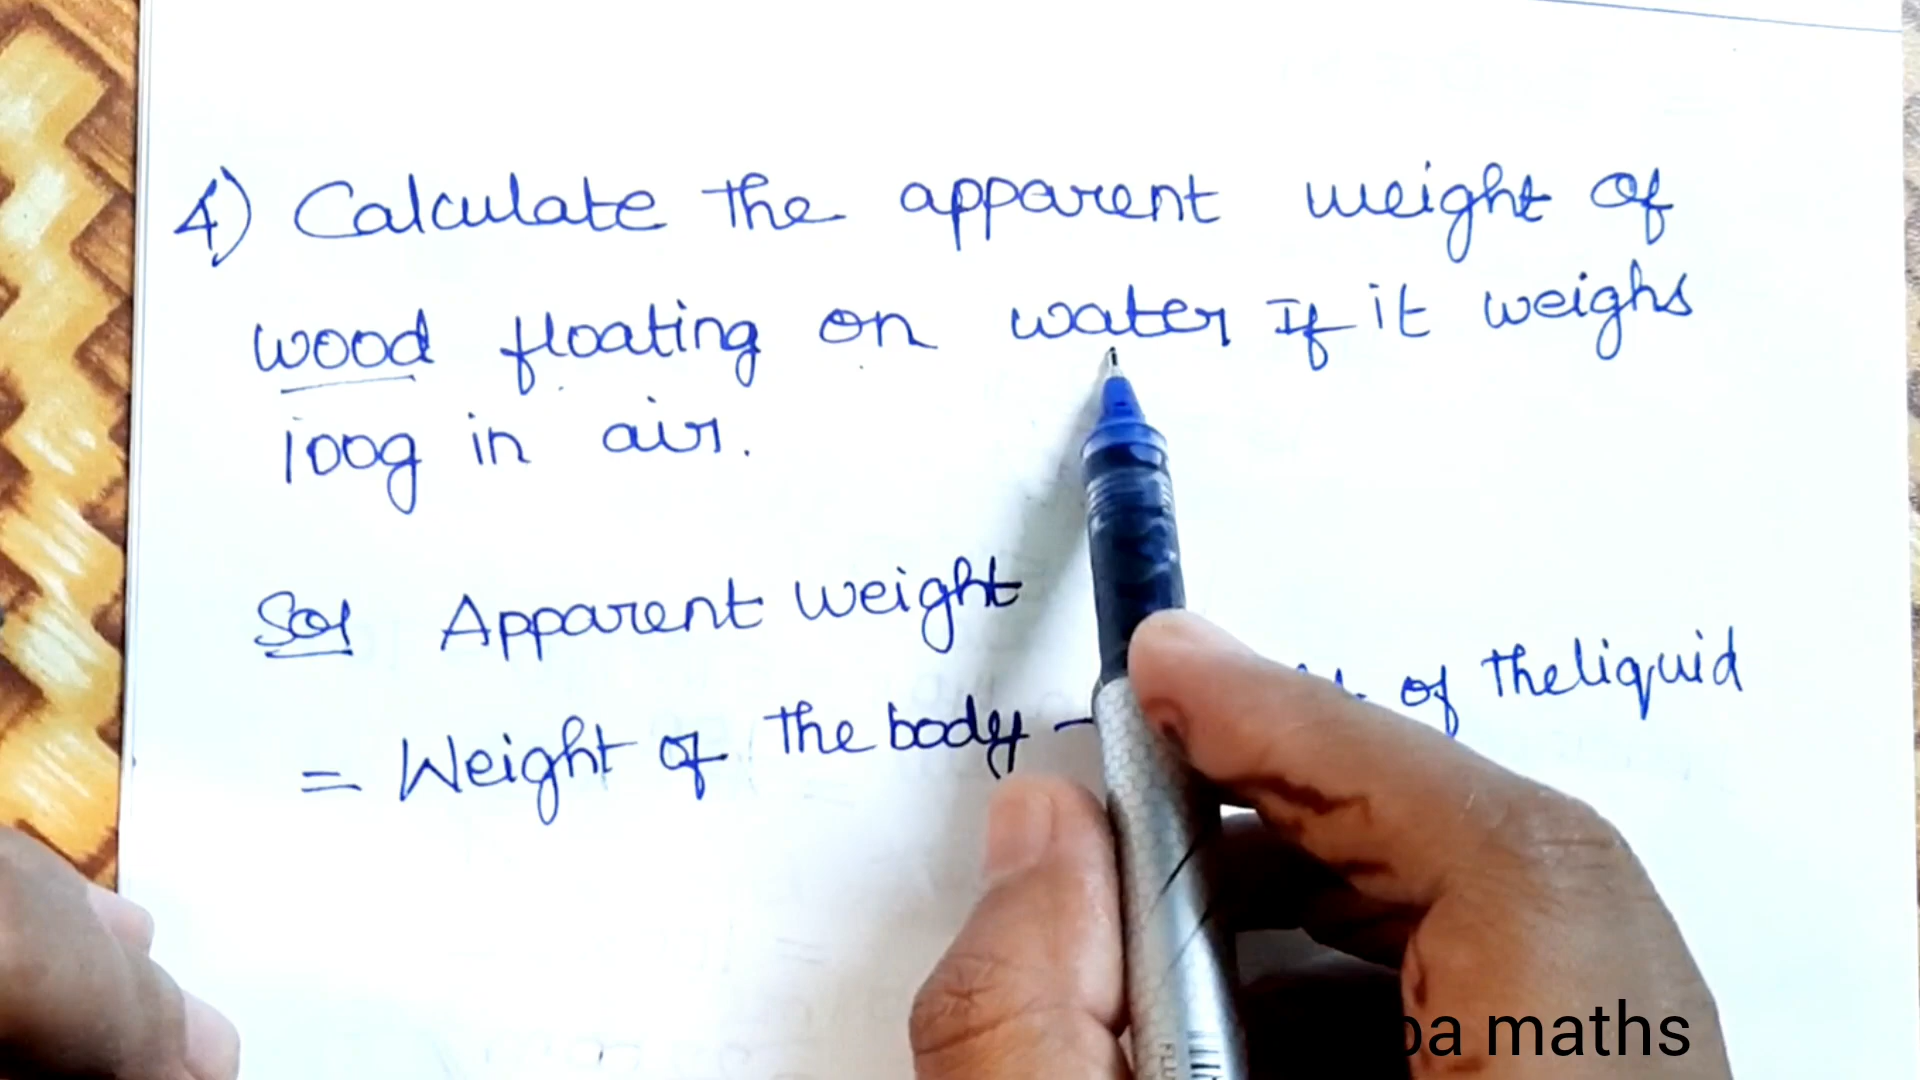 4) Calculate the apparent weight of
wood floating on water If it weighs
100g in air.
Sol Apparent weight
= Weight of the body - of the liquid
pa maths